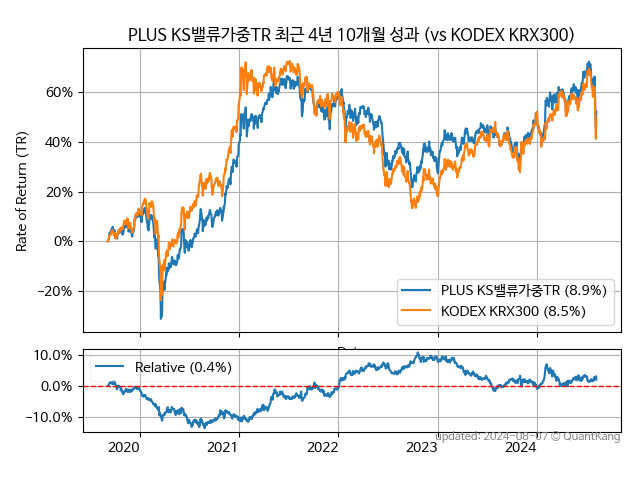 PLUS KS밸류가중TR 최근 4년 10개월 성과 (vs KODEX KRX300)
Rate of Return (TR)
60%
40%
20%
0%
−20%
PLUS KS밸류가중TR (8.9%)
KODEX KRX300 (8.5%)
10.0%
0.0%
−10.0%
Relative (0.4%)
2020
2021
2022
2023
2024
updated: 2024-08-07 © QuantKang